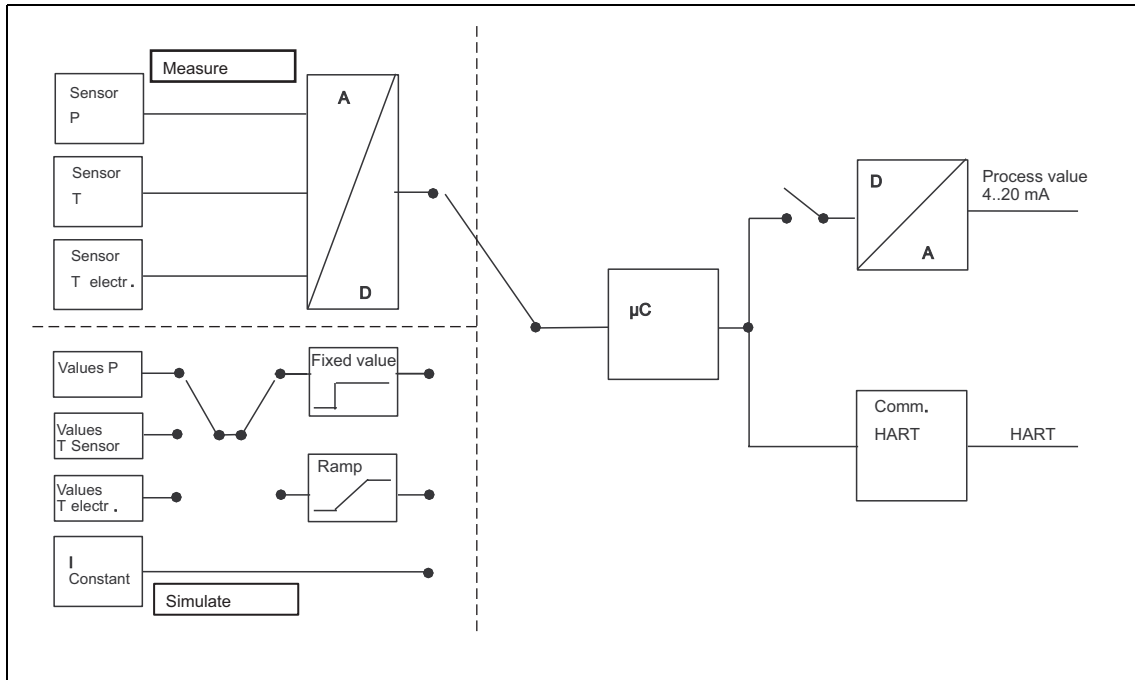 Measure
Sensor
P
Sensor
T
Sensor
T electr.
A
D
Values P
Values
T Sensor
Values
T electr.
I
Constant
Fixed value
Ramp
Simulate
µC
D
A
Process value
4..20 mA
Comm.
HART
HART